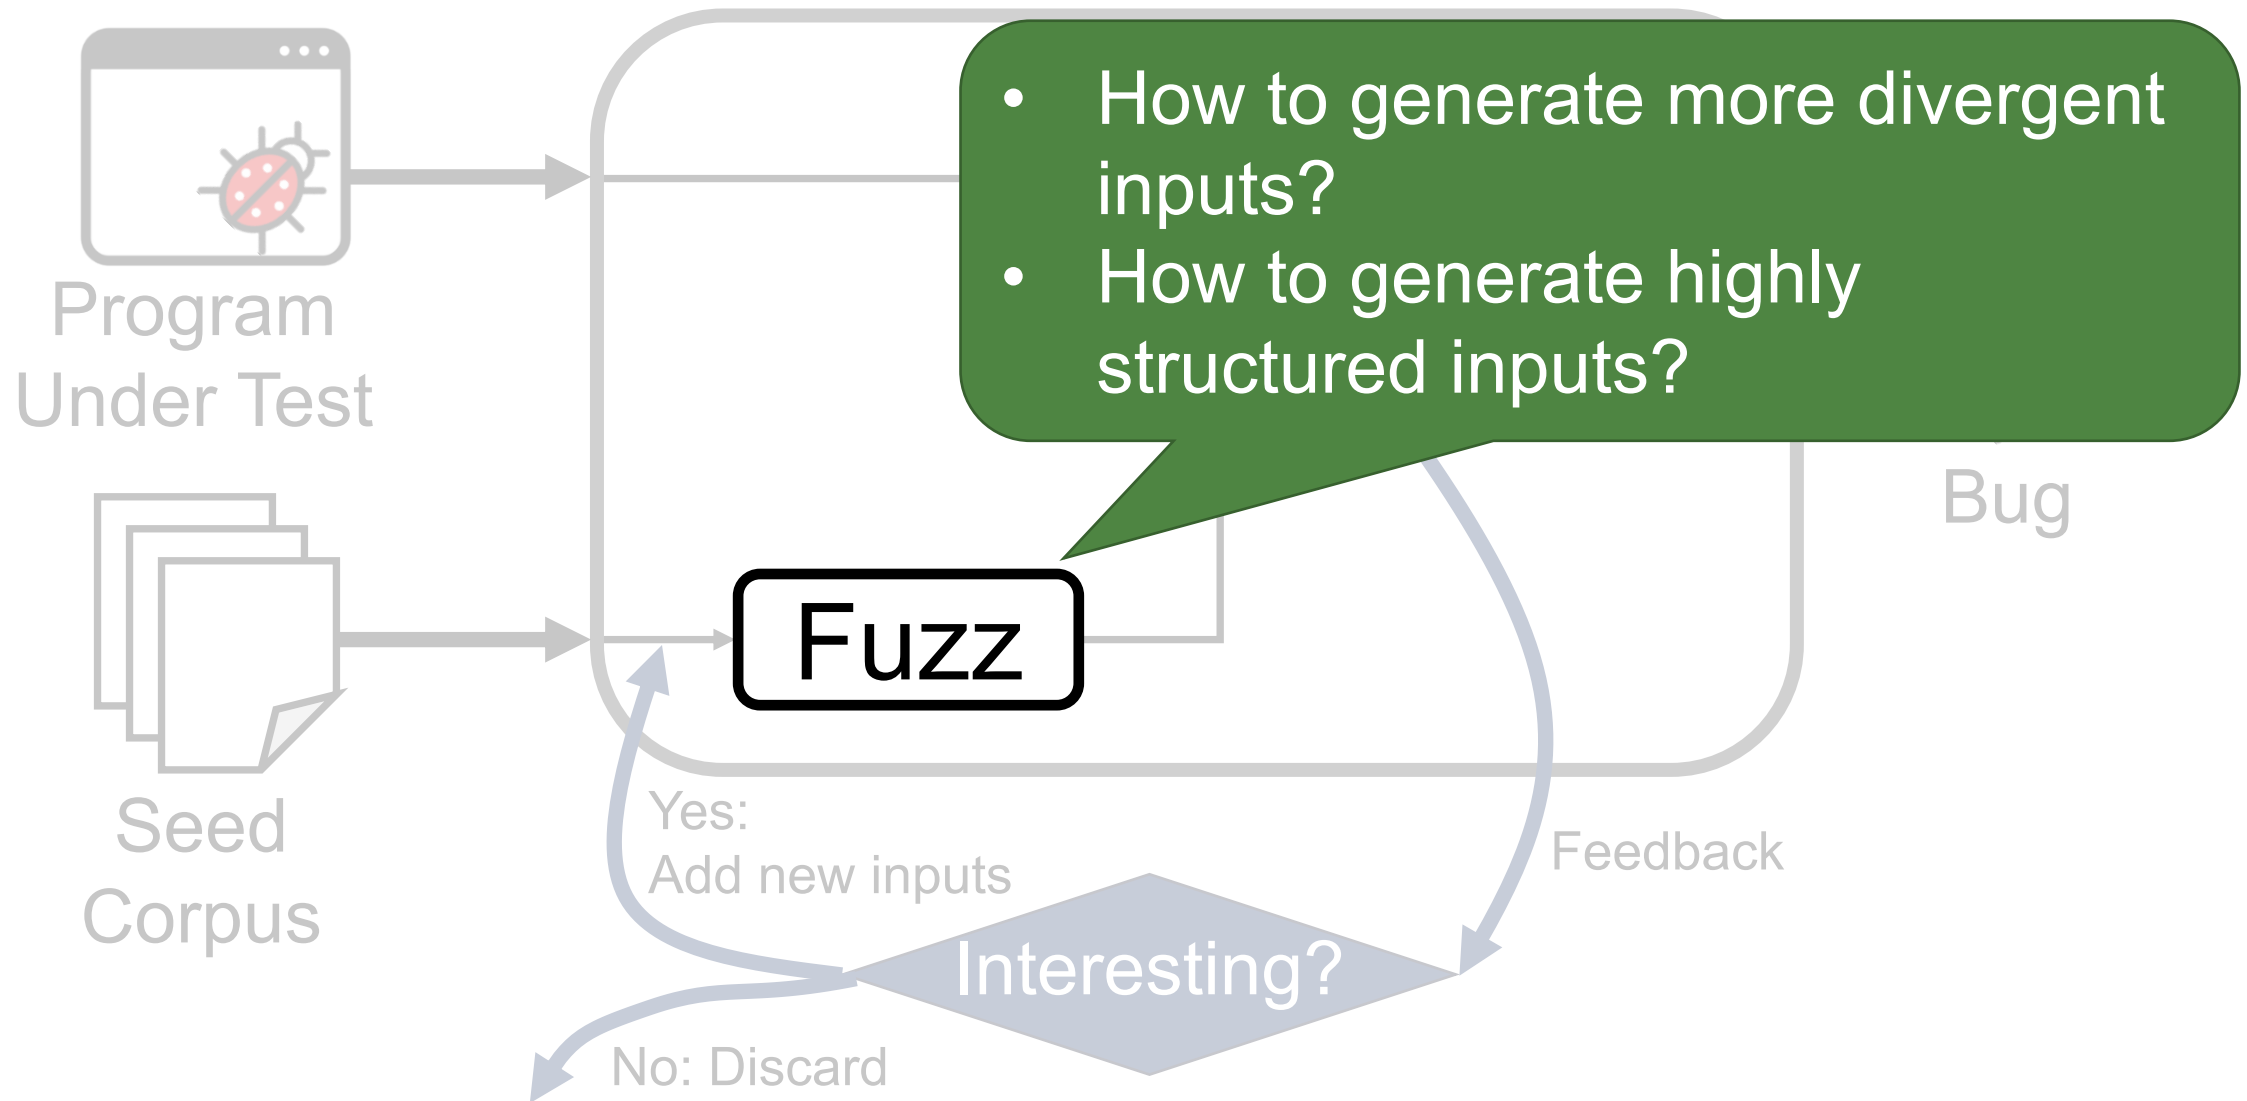 • How to generate more divergent
inputs?
• How to generate highly
structured inputs?
Program
Under Test
Bug
Fuzz
Seed
Corpus
Yes:
Add new inputs
Feedback
Interesting?
No: Discard